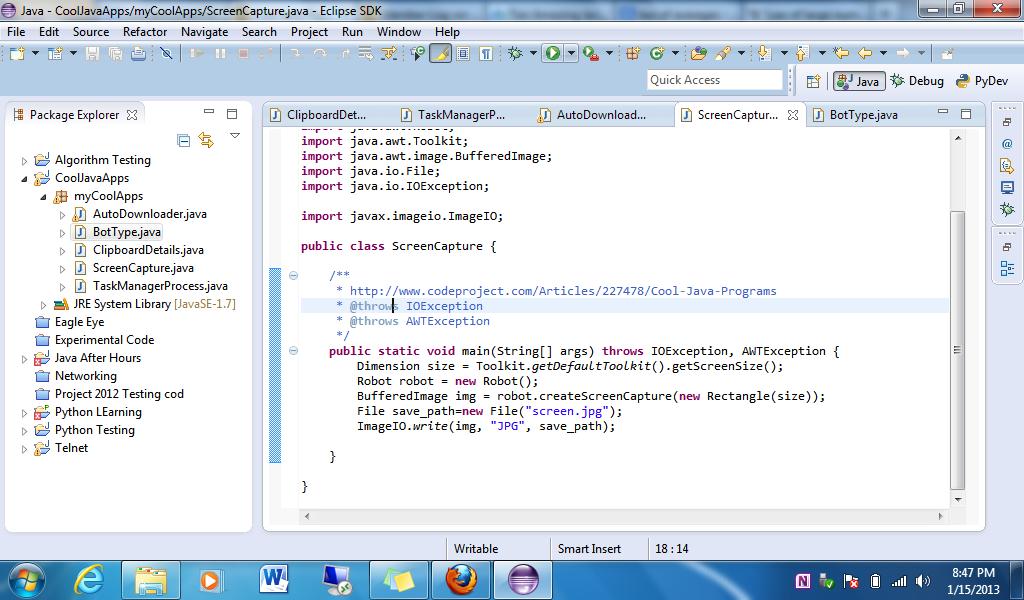 Java - CoolJavaApps/myCoolApps/ScreenCapture.java - Eclipse SDK
File Edit Source Refactor Navigate Search Project Run Window Help
Quick Access
Java Debug PyDev
Package Explorer
ClipboardDet... TaskManagerP... AutoDownload... ScreenCaptur... BotType.java
Algorithm Testing
CoolJavaApps
myCoolApps
AutoDownloader.java
BotType.java
ClipboardDetails.java
ScreenCapture.java
TaskManagerProcess.java
JRE System Library [JavaSE-1.7]
Eagle Eye
Experimental Code
Java After Hours
Networking
Project 2012 Testing cod
Python LEarning
Python Testing
Telnet
import java.awt.Robot;
import java.awt.Toolkit;
import java.awt.image.BufferedImage;
import java.io.File;
import java.io.IOException;
import javax.imageio.ImageIO;
public class ScreenCapture {
/**
* http://www.codeproject.com/Articles/227478/Cool-Java-Programs
* @throws IOException
* @throws AWTException
*/
public static void main(String[] args) throws IOException, AWTException {
Dimension size = Toolkit.getDefaultToolkit().getScreenSize();
Robot robot = new Robot();
BufferedImage img = robot.createScreenCapture(new Rectangle(size));
File save_path=new File("screen.jpg");
ImageIO.write(img, "JPG", save_path);
}
}
Writable Smart Insert 18 : 14
8:47 PM
1/15/2013